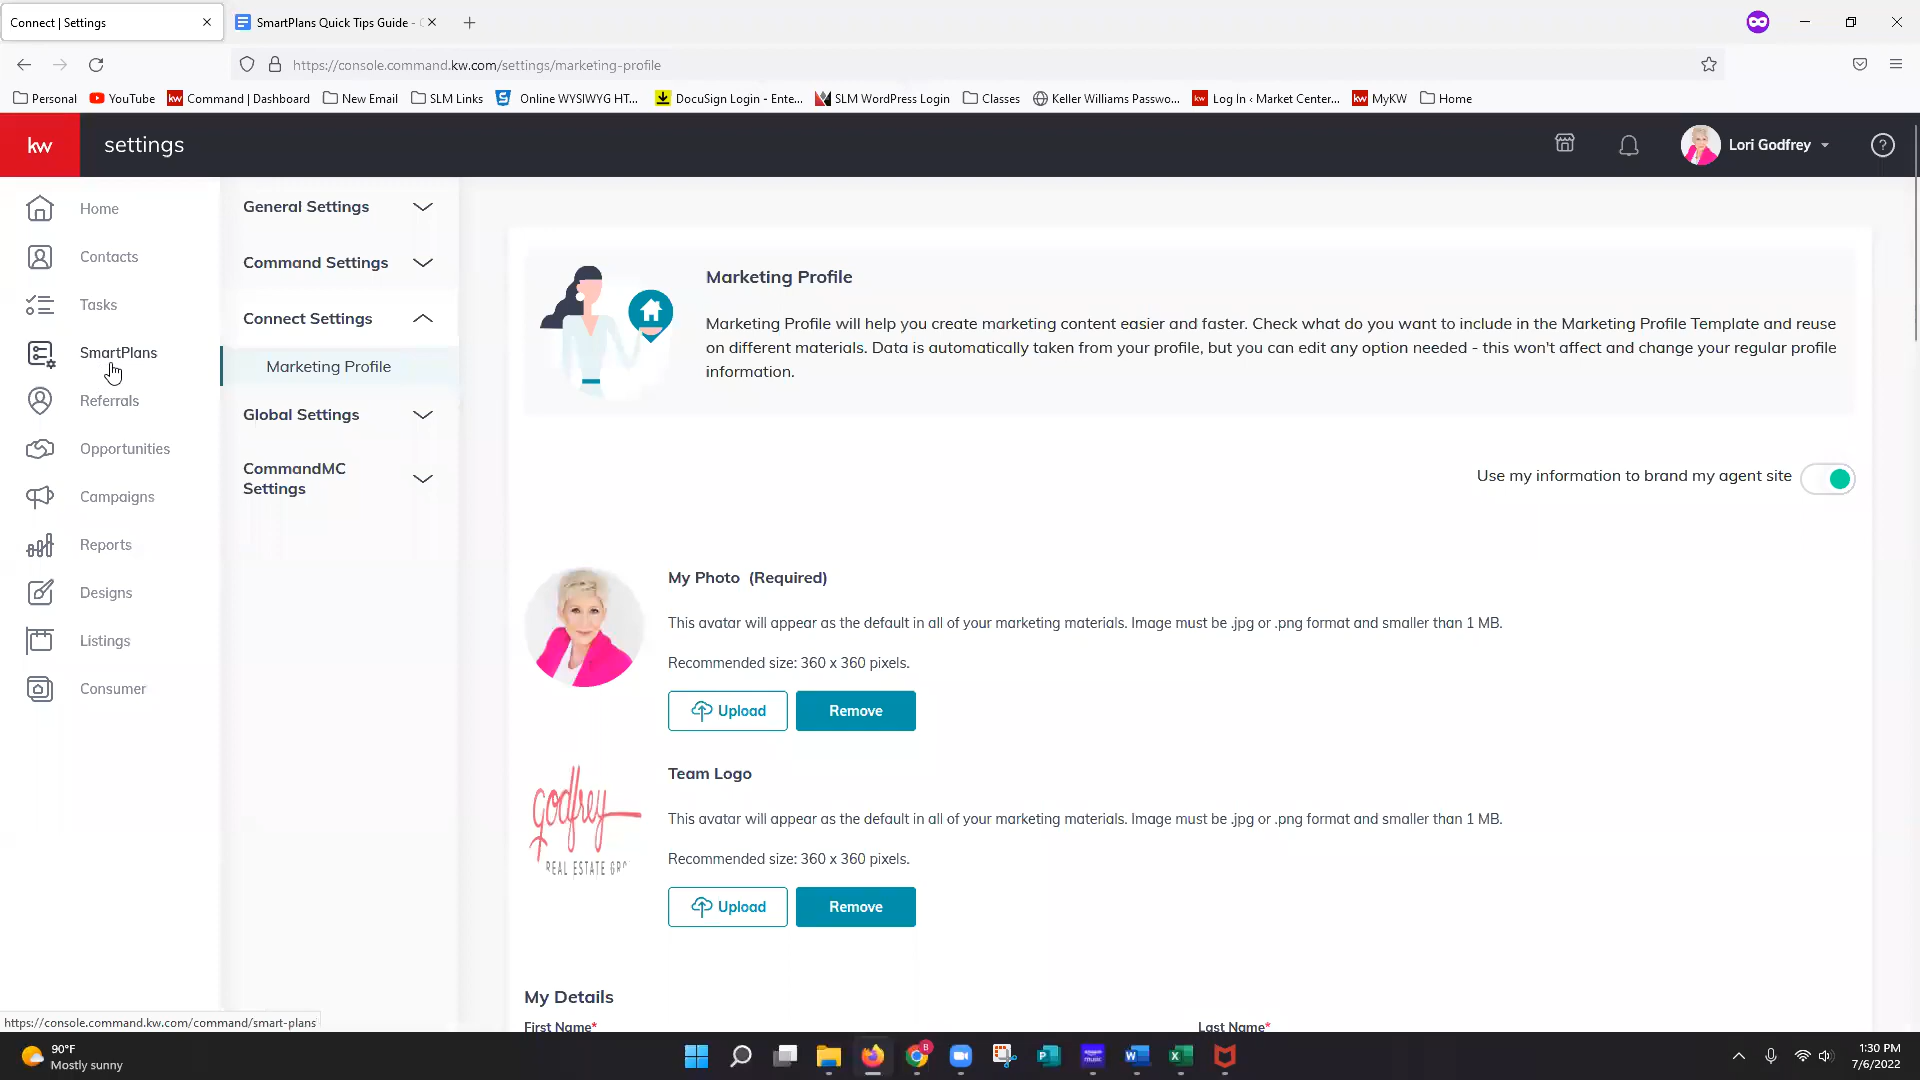 Connect | Settings
SmartPlans Quick Tips Guide -
https://console.command.kw.com/settings/marketing-profile
Personal YouTube Command | Dashboard New Email SLM Links Online WYSIWYG HT... DocuSign Login - Ente... SLM WordPress Login Classes Keller Williams Passwo... Log In ‹ Market Center... MyKW Home
kw settings Lori Godfrey
Home
Contacts
Tasks
SmartPlans
Referrals
Opportunities
Campaigns
Reports
Designs
Listings
Consumer
General Settings
Command Settings
Connect Settings
Marketing Profile
Global Settings
CommandMC
Settings
Marketing Profile
Marketing Profile will help you create marketing content easier and faster. Check what do you want to include in the Marketing Profile Template and reuse
on different materials. Data is automatically taken from your profile, but you can edit any option needed - this won't affect and change your regular profile
information.
Use my information to brand my agent site
My Photo (Required)
This avatar will appear as the default in all of your marketing materials. Image must be .jpg or .png format and smaller than 1 MB.
Recommended size: 360 x 360 pixels.
Upload Remove
godfrey
REAL ESTATE GR
Team Logo
This avatar will appear as the default in all of your marketing materials. Image must be .jpg or .png format and smaller than 1 MB.
Recommended size: 360 x 360 pixels.
Upload Remove
My Details
First Name* Last Name*
https://console.command.kw.com/command/smart-plans
90°F
Mostly sunny
1:30 PM
7/6/2022